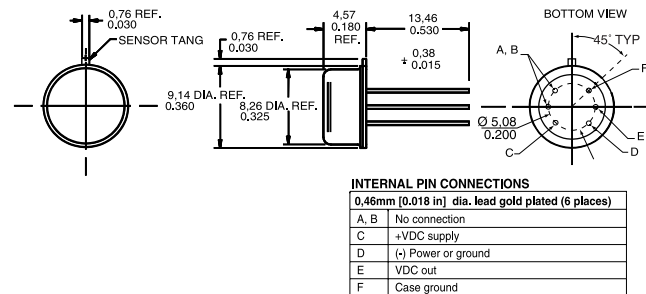 0,76 REF.
0.030
SENSOR TANG
0,76 REF.
0.030
9,14 DIA. REF.
0.360
8,26 DIA. REF.
0.325
4,57
0.180
REF.
13,46
0.530
± 0,38
0.015
BOTTOM VIEW
45° TYP
A, B
F
Ø 5,08
0.200
E
C
D
INTERNAL PIN CONNECTIONS
0,46mm [0.018 in] dia. lead gold plated (6 places)
A, B No connection
C +VDC supply
D (-) Power or ground
E VDC out
F Case ground